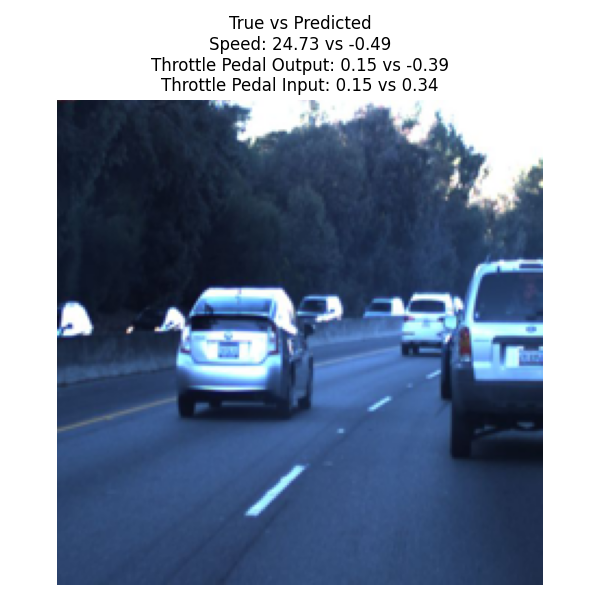 True vs Predicted
Speed: 24.73 vs -0.49
Throttle Pedal Output: 0.15 vs -0.39
Throttle Pedal Input: 0.15 vs 0.34